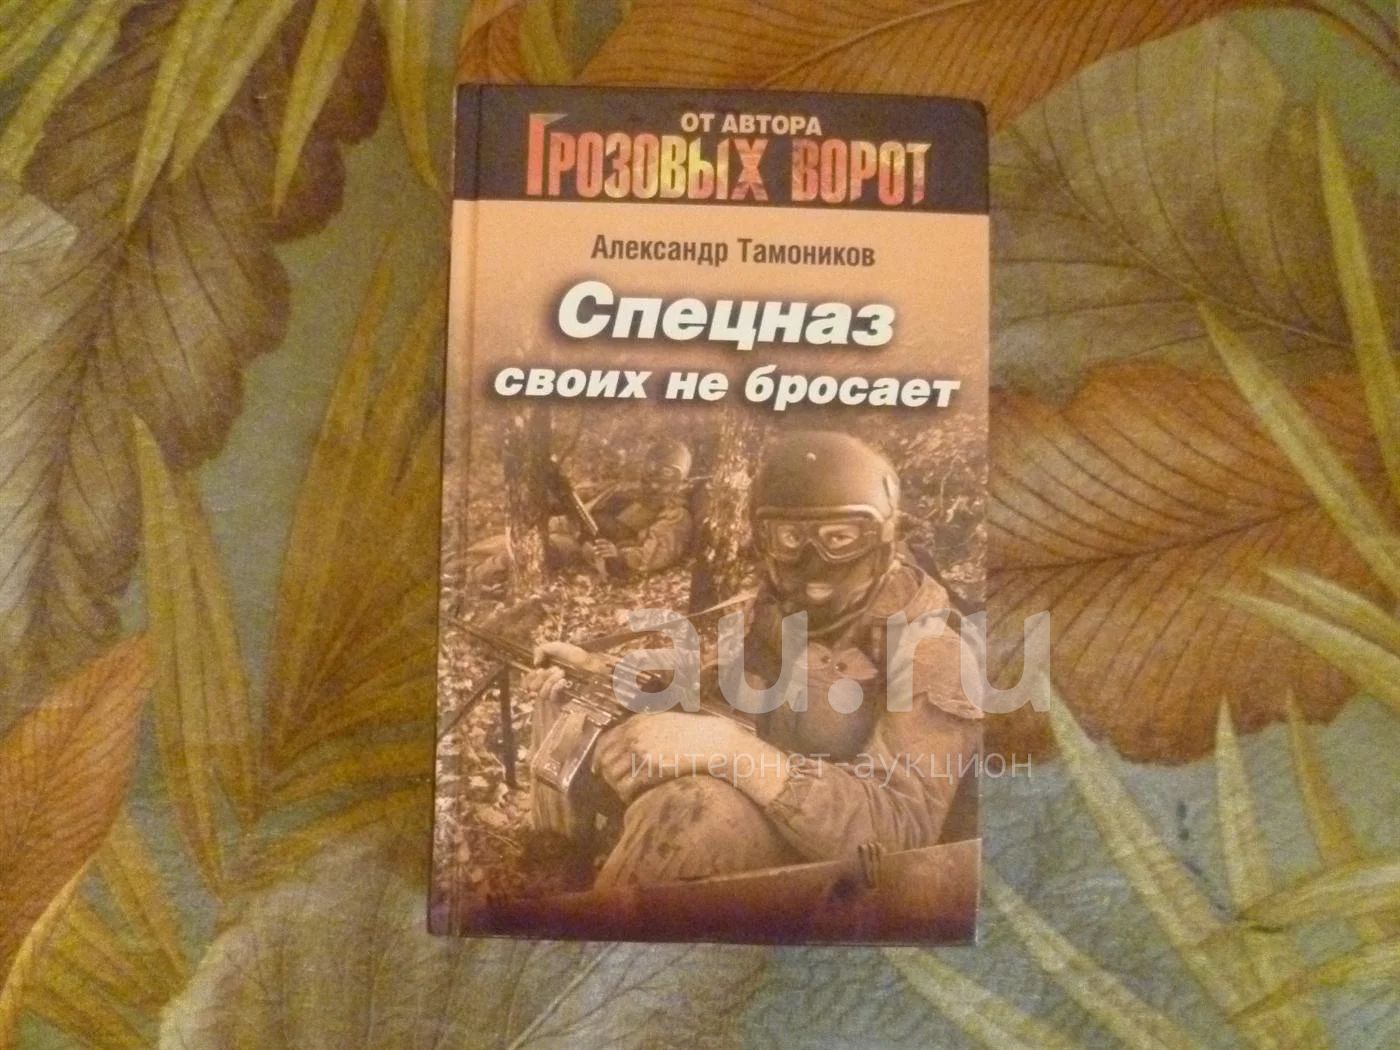 ОТ АВТОРА
ГРОЗОВЫХ ВОРОТ
Александр Тамоников
Спецназ
своих не бросает
au.ru
интернет-аукцион